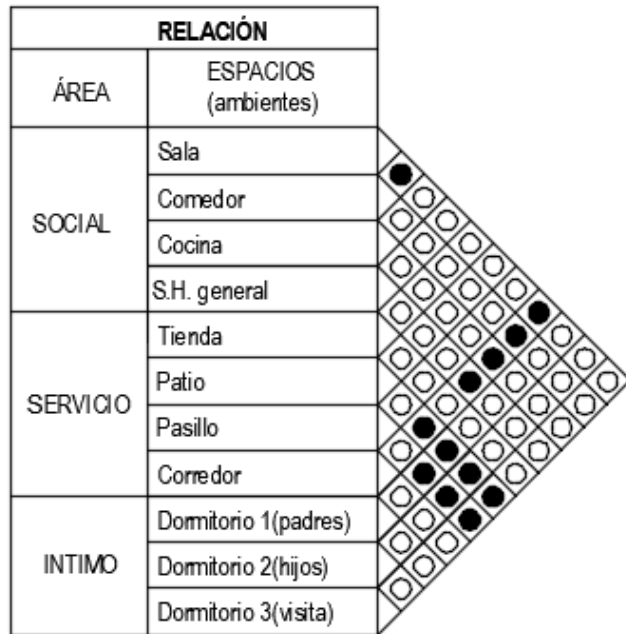 RELACIÓN
ÁREA
ESPACIOS
(ambientes)
SOCIAL
Sala
Comedor
Cocina
S.H. general
SERVICIO
Tienda
Patio
Pasillo
Corredor
INTIMO
Dormitorio 1(padres)
Dormitorio 2(hijos)
Dormitorio 3(visita)